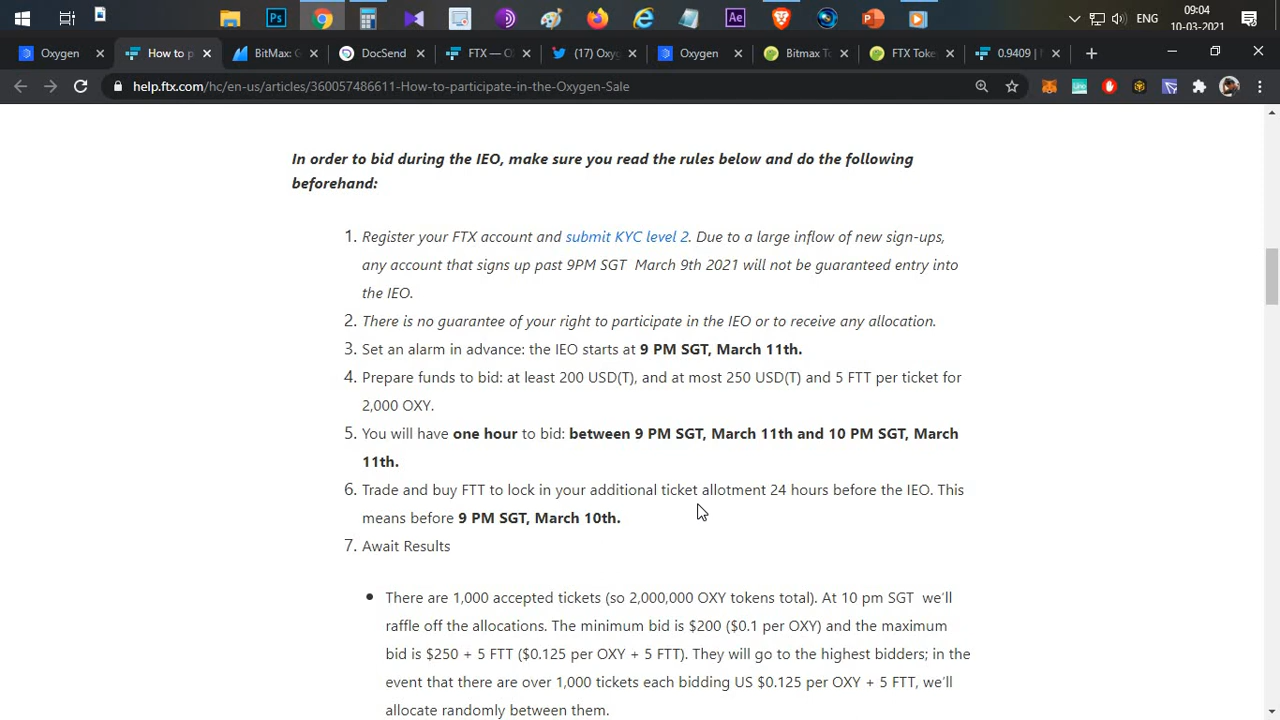 Ps
Ae
ENG
09:04
10-03-2021
Oxygen
How to p
BitMax: G
DocSend
FTX — C
(17) Oxy
Oxygen
Bitmax To
FTX Toke
0.9409 |
help.ftx.com/hc/en-us/articles/360057486611-How-to-participate-in-the-Oxygen-Sale
In order to bid during the IEO, make sure you read the rules below and do the following
beforehand:
1. Register your FTX account and submit KYC level 2. Due to a large inflow of new sign-ups,
any account that signs up past 9PM SGT March 9th 2021 will not be guaranteed entry into
the IEO.
2. There is no guarantee of your right to participate in the IEO or to receive any allocation.
3. Set an alarm in advance: the IEO starts at 9 PM SGT, March 11th.
4. Prepare funds to bid: at least 200 USD(T), and at most 250 USD(T) and 5 FTT per ticket for
2,000 OXY.
5. You will have one hour to bid: between 9 PM SGT, March 11th and 10 PM SGT, March
11th.
6. Trade and buy FTT to lock in your additional ticket allotment 24 hours before the IEO. This
means before 9 PM SGT, March 10th.
7. Await Results
• There are 1,000 accepted tickets (so 2,000,000 OXY tokens total). At 10 pm SGT we'll
raffle off the allocations. The minimum bid is $200 ($0.1 per OXY) and the maximum
bid is $250 + 5 FTT ($0.125 per OXY + 5 FTT). They will go to the highest bidders; in the
event that there are over 1,000 tickets each bidding US $0.125 per OXY + 5 FTT, we'll
allocate randomly between them.